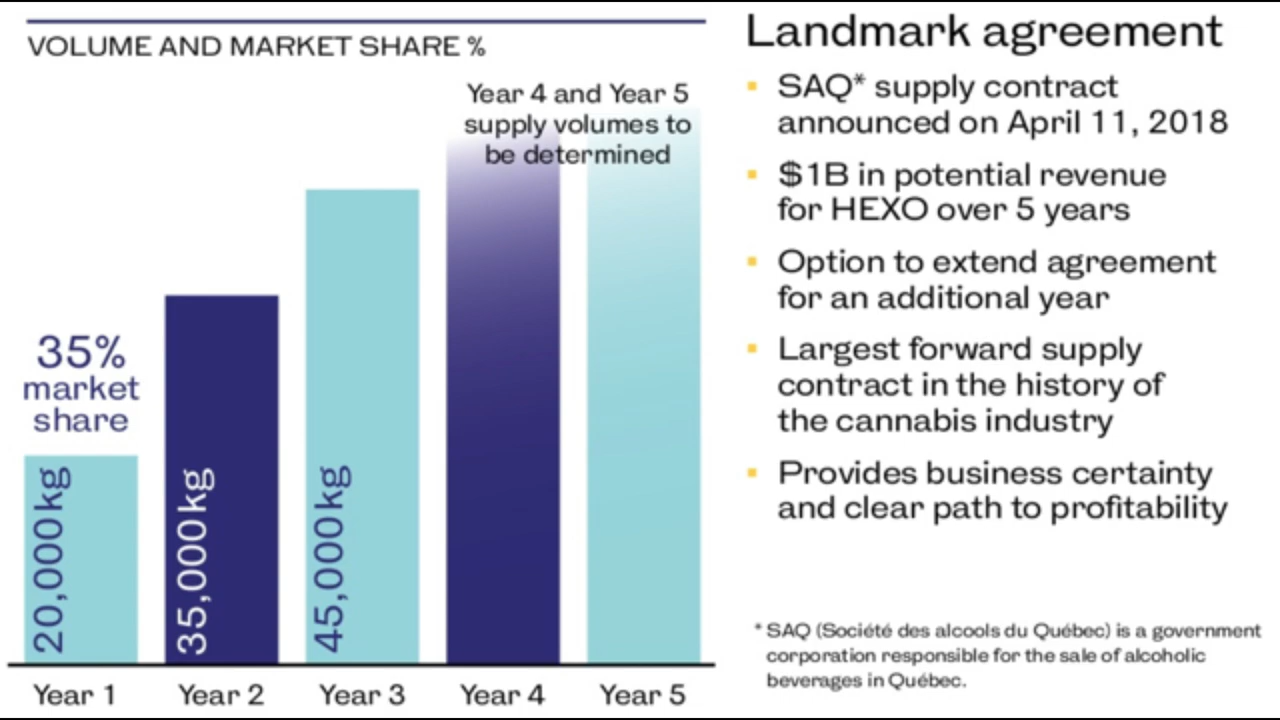 VOLUME AND MARKET SHARE %
Year 4 and Year 5
supply volumes to
be determined
35%
market
share
20,000kg
35,000kg
45,000kg
Year 1
Year 2
Year 3
Year 4
Year 5
Landmark agreement
▪ SAQ* supply contract
announced on April 11, 2018
▪ $1B in potential revenue
for HEXO over 5 years
▪ Option to extend agreement
for an additional year
▪ Largest forward supply
contract in the history of
the cannabis industry
▪ Provides business certainty
and clear path to profitability
* SAQ (Société des alcools du Québec) is a government
corporation responsible for the sale of alcoholic
beverages in Québec.